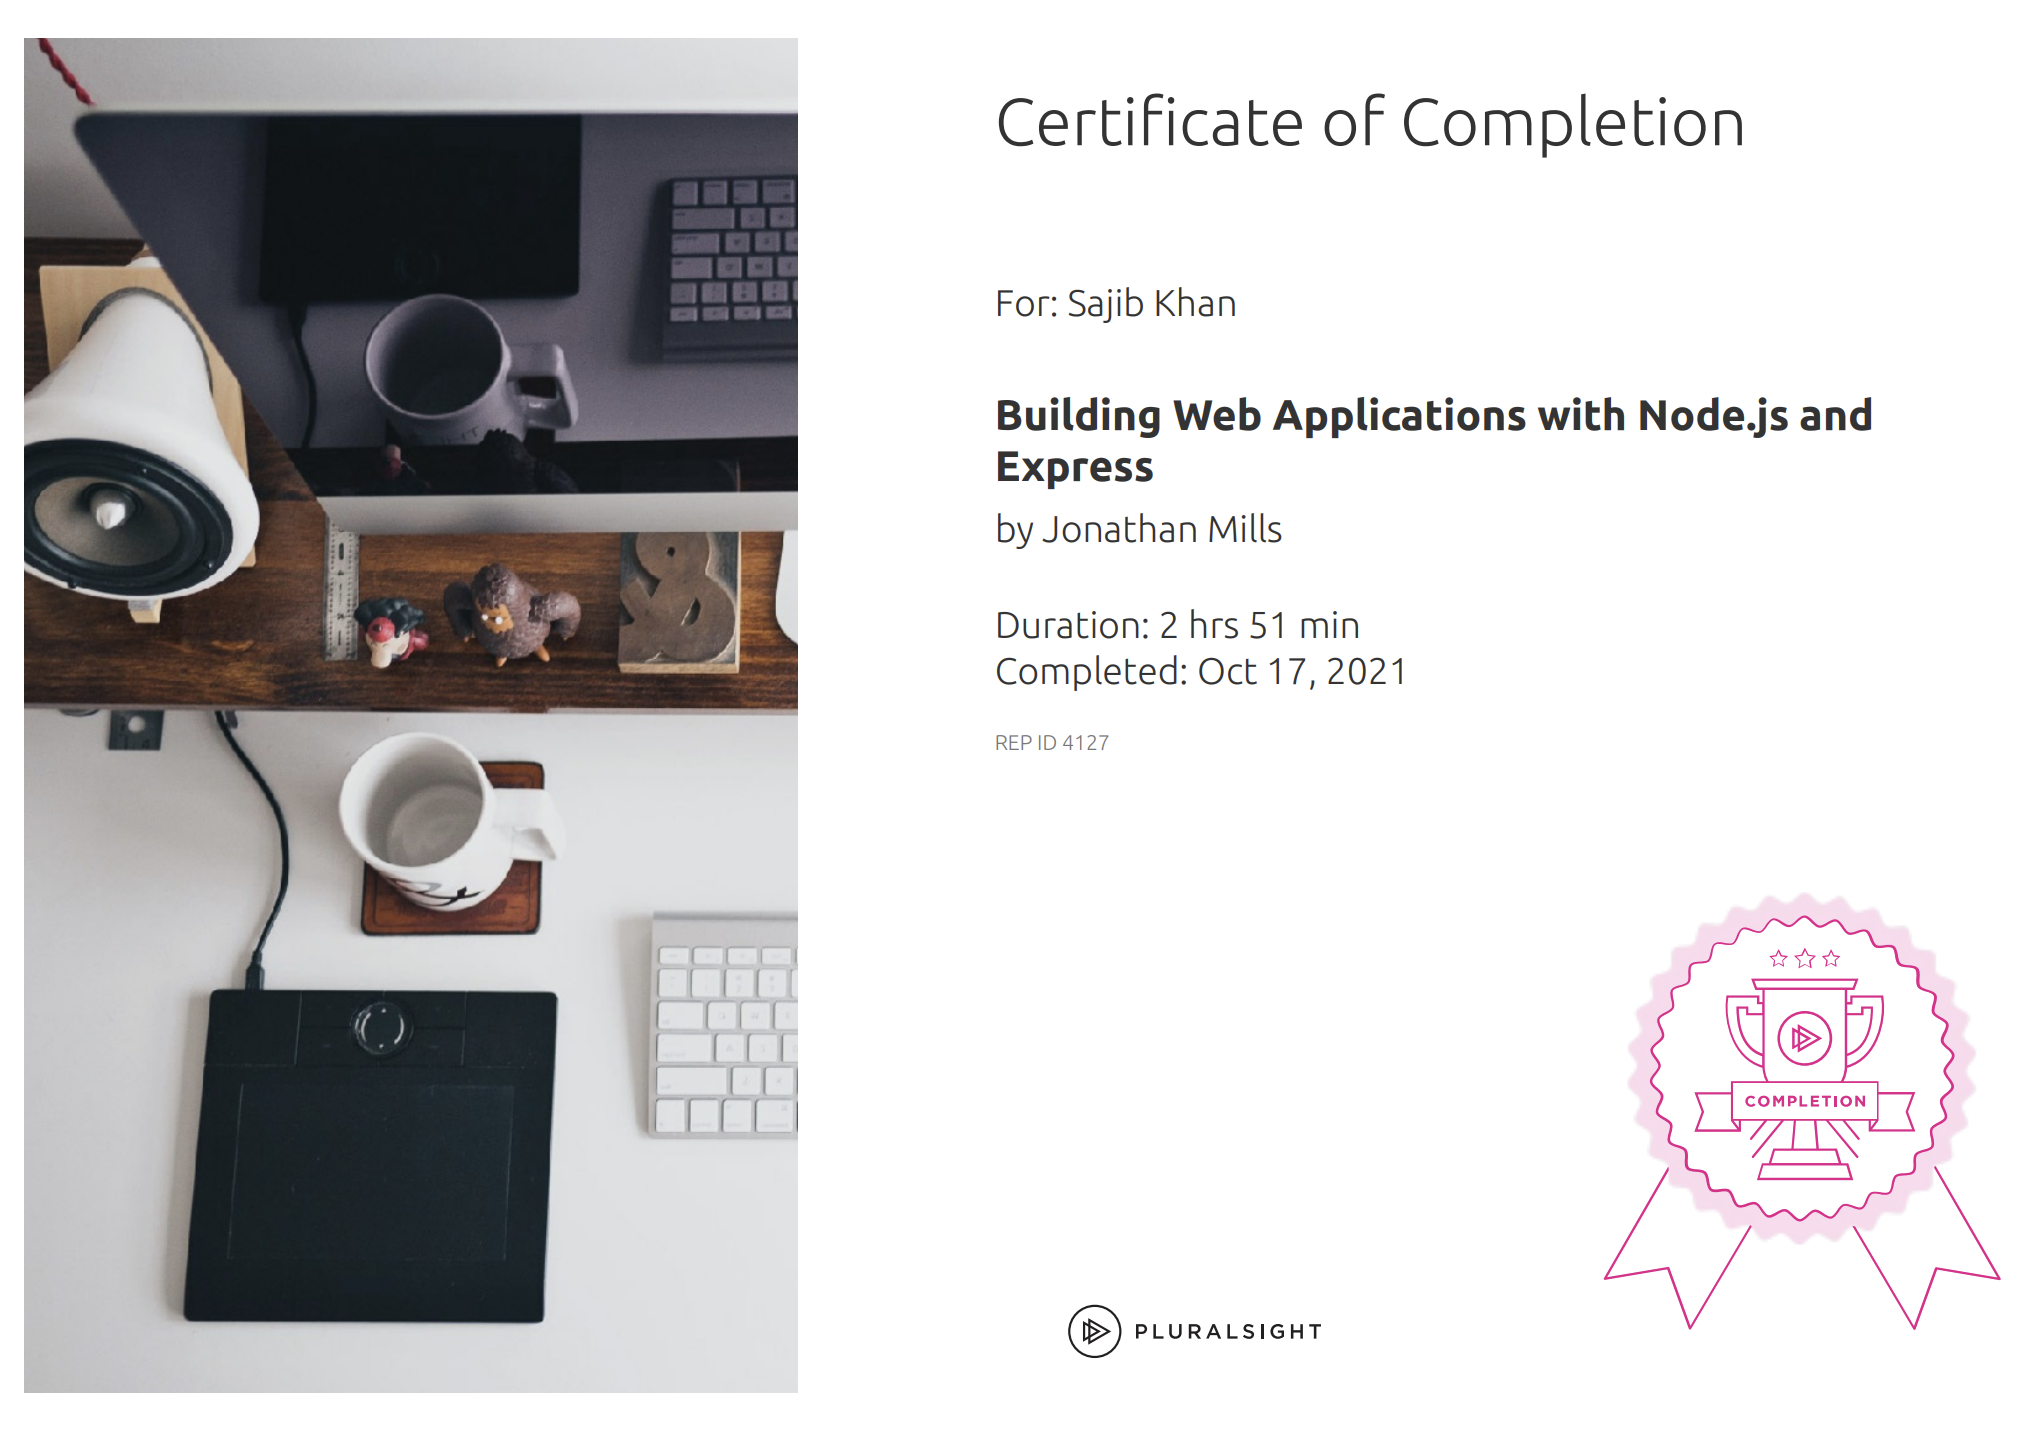 Certificate of Completion
For: Sajib Khan
Building Web Applications with Node.js and
Express
by Jonathan Mills
Duration: 2 hrs 51 min
Completed: Oct 17, 2021
REP ID 4127
COMPLETION
PLURALSIGHT